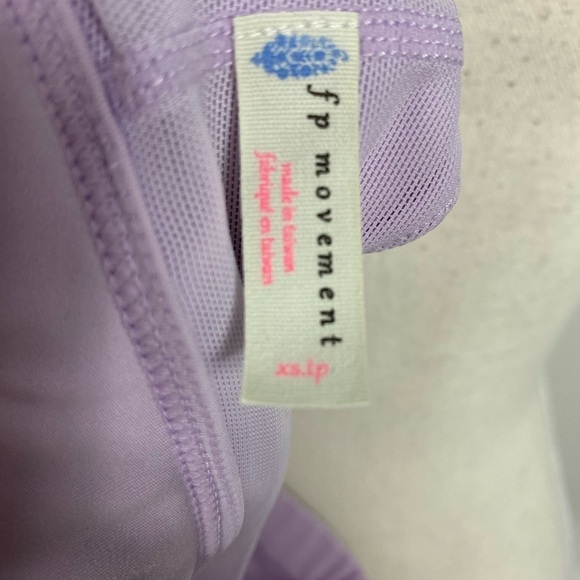 fp movement
made in taiwan
fabriqué en taiwan
xs.tp